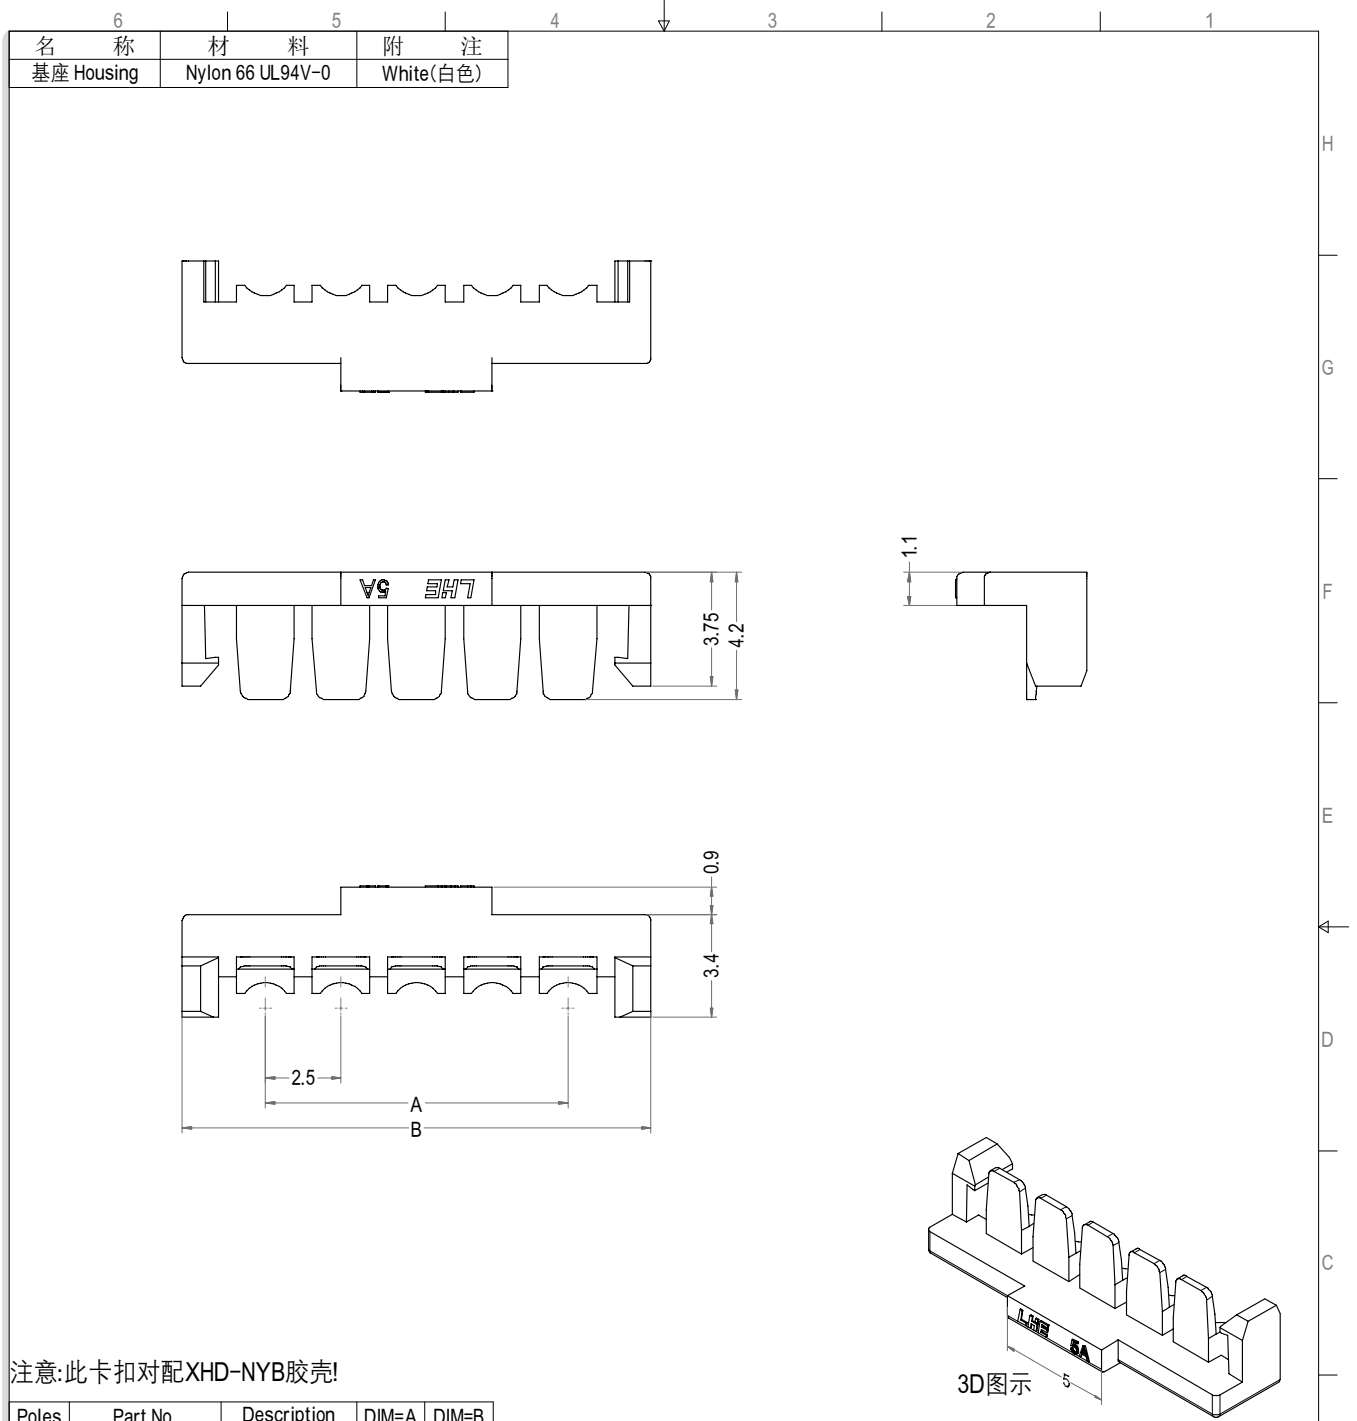 6 5 4 3 2 1
名 称 材 料 附 注
基座 Housing Nylon 66 UL94V-0 White(白色)
H
G
F
E
D
C
5A LHE
3.75
4.2
1.1
0.9
3.4
2.5
A
B
LHE 5A
5
3D图示
注意:此卡扣对配XHD-NYB胶壳!
Poles Part No Description DIM=A DIM=B